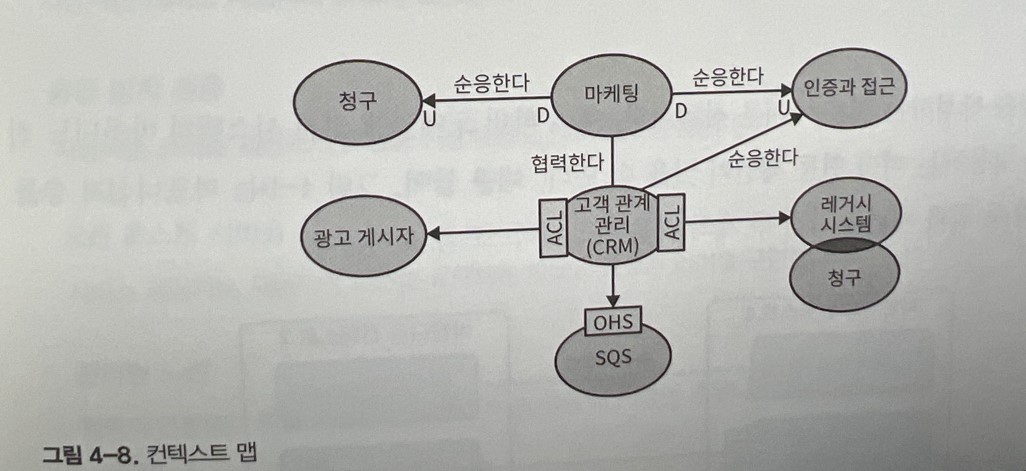 청구
순응한다
마케팅
순응한다
인증과 접근
U
D
D
U
협력한다
순응한다
광고 게시자
ACL
고객 관계
관리
(CRM)
ACL
레거시
시스템
청구
OHS
SQS
그림 4-8. 컨텍스트 맵